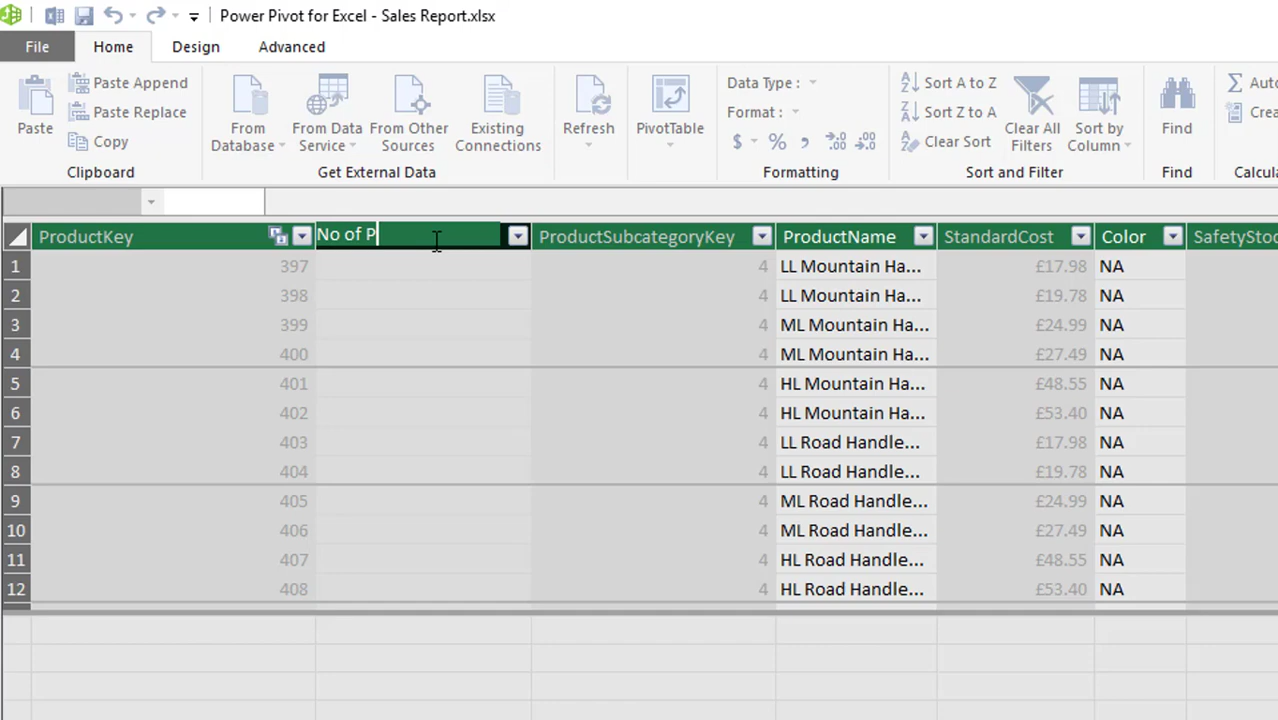 Power Pivot for Excel - Sales Report.xlsx
File Home Design Advanced
Paste
Paste Append
Paste Replace
Copy
Clipboard
From Database
From Data Service
From Other Sources
Existing Connections
Get External Data
Refresh
PivotTable
Data Type :
Format :
$ % , .00 .00
Formatting
Sort A to Z
Sort Z to A
Clear Sort
Clear All Filters
Sort by Column
Sort and Filter
Find
Find
Auto
Crea
Calcula
ProductKey No of P ProductSubcategoryKey ProductName StandardCost Color SafetyStoc
1 397 4 LL Mountain Ha... £17.98 NA
2 398 4 LL Mountain Ha... £19.78 NA
3 399 4 ML Mountain Ha... £24.99 NA
4 400 4 ML Mountain Ha... £27.49 NA
5 401 4 HL Mountain Ha... £48.55 NA
6 402 4 HL Mountain Ha... £53.40 NA
7 403 4 LL Road Handle... £17.98 NA
8 404 4 LL Road Handle... £19.78 NA
9 405 4 ML Road Handle... £24.99 NA
10 406 4 ML Road Handle... £27.49 NA
11 407 4 HL Road Handle... £48.55 NA
12 408 4 HL Road Handle... £53.40 NA